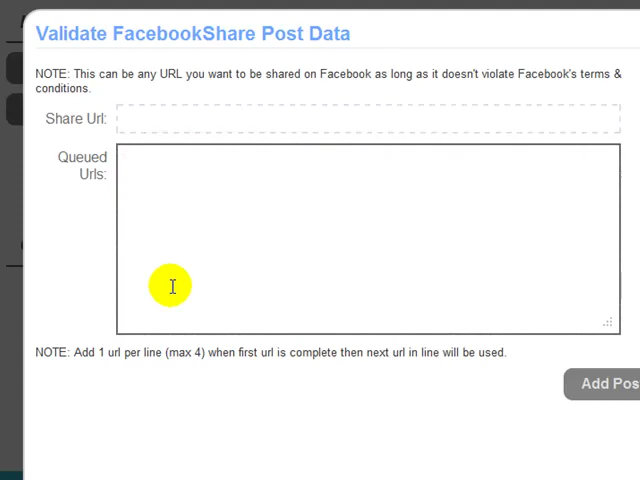 Validate FacebookShare Post Data
NOTE: This can be any URL you want to be shared on Facebook as long as it doesn't violate Facebook's terms &
conditions.
Share Url:
Queued
Urls:
NOTE: Add 1 url per line (max 4) when first url is complete then next url in line will be used.
Add Pos